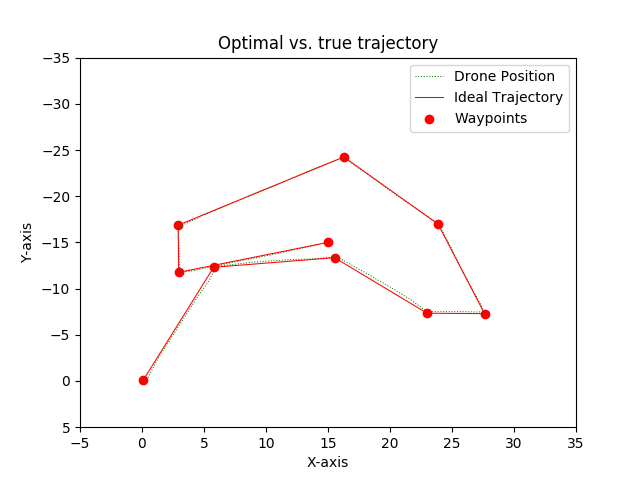 Optimal vs. true trajectory
Drone Position
Ideal Trajectory
Waypoints
−35
−30
−25
−20
−15
−10
−5
0
5
Y-axis
−5 0 5 10 15 20 25 30 35
X-axis